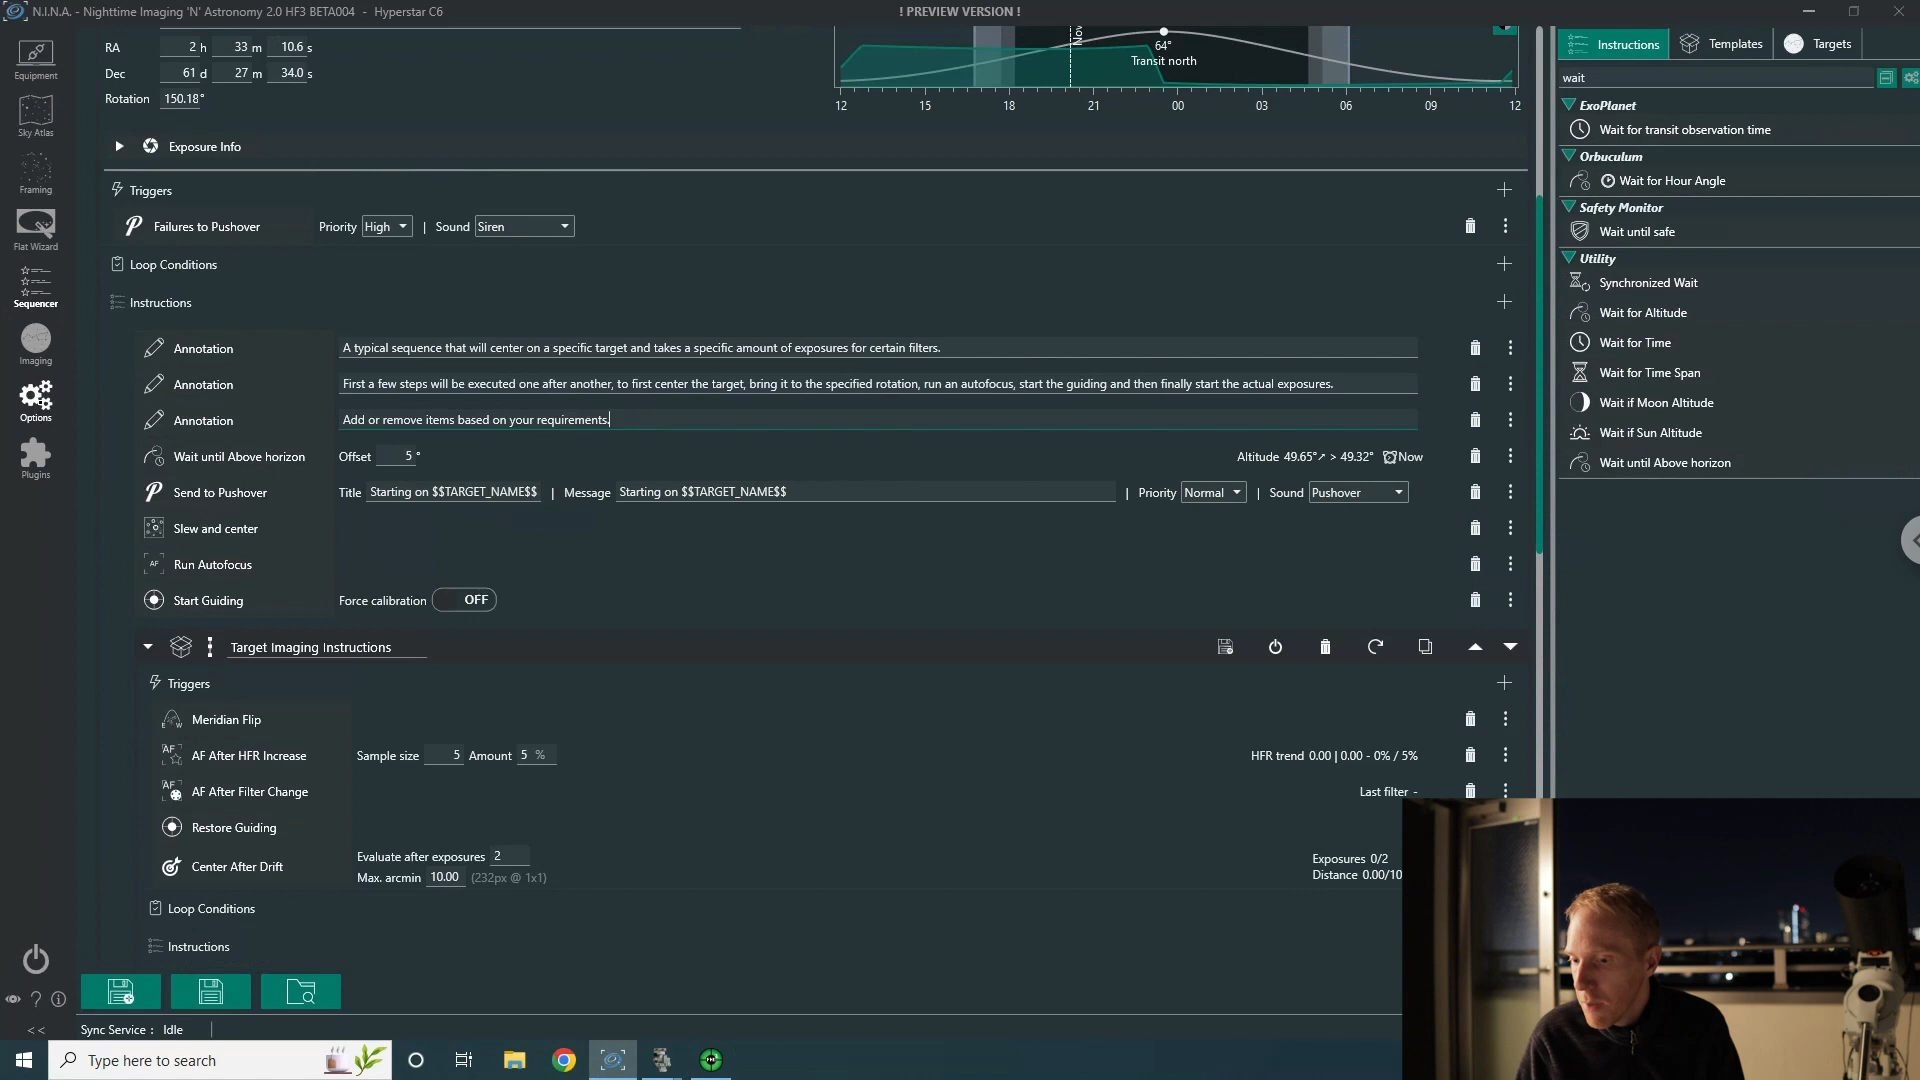 N.I.N.A. - Nighttime Imaging 'N' Astronomy 2.0 HF3 BETA004 - Hyperstar C6
! PREVIEW VERSION !
Equipment
Sky Atlas
Framing
Flat Wizard
Sequencer
Imaging
Options
Plugins
<<
RA 2 h 33 m 10.6 s
Dec 61 d 27 m 34.0 s
Rotation 150.18°
Now
64°
Transit north
12 15 18 21 00 03 06 09 12
Exposure Info
Triggers
Failures to Pushover Priority High | Sound Siren
Loop Conditions
Instructions
Annotation A typical sequence that will center on a specific target and takes a specific amount of exposures for certain filters.
Annotation First a few steps will be executed one after another, to first center the target, bring it to the specified rotation, run an autofocus, start the guiding and then finally start the actual exposures.
Annotation Add or remove items based on your requirements.
Wait until Above horizon Offset 5 ° Altitude 49.65°↗ > 49.32° Now
Send to Pushover Title Starting on $$TARGET_NAME$$ | Message Starting on $$TARGET_NAME$$ | Priority Normal | Sound Pushover
Slew and center
AF Run Autofocus
Start Guiding Force calibration OFF
Target Imaging Instructions
Triggers
E W Meridian Flip
AF AF After HFR Increase Sample size 5 Amount 5 % HFR trend 0.00 | 0.00 - 0% / 5%
AF AF After Filter Change Last filter -
Restore Guiding
Center After Drift Evaluate after exposures 2 Exposures 0/2
Max. arcmin 10.00 (232px @ 1x1) Distance 0.00/10
Loop Conditions
Instructions
Sync Service : Idle
Instructions Templates Targets
wait
ExoPlanet
Wait for transit observation time
Orbuculum
Wait for Hour Angle
Safety Monitor
Wait until safe
Utility
Synchronized Wait
Wait for Altitude
Wait for Time
Wait for Time Span
Wait if Moon Altitude
Wait if Sun Altitude
Wait until Above horizon
Type here to search